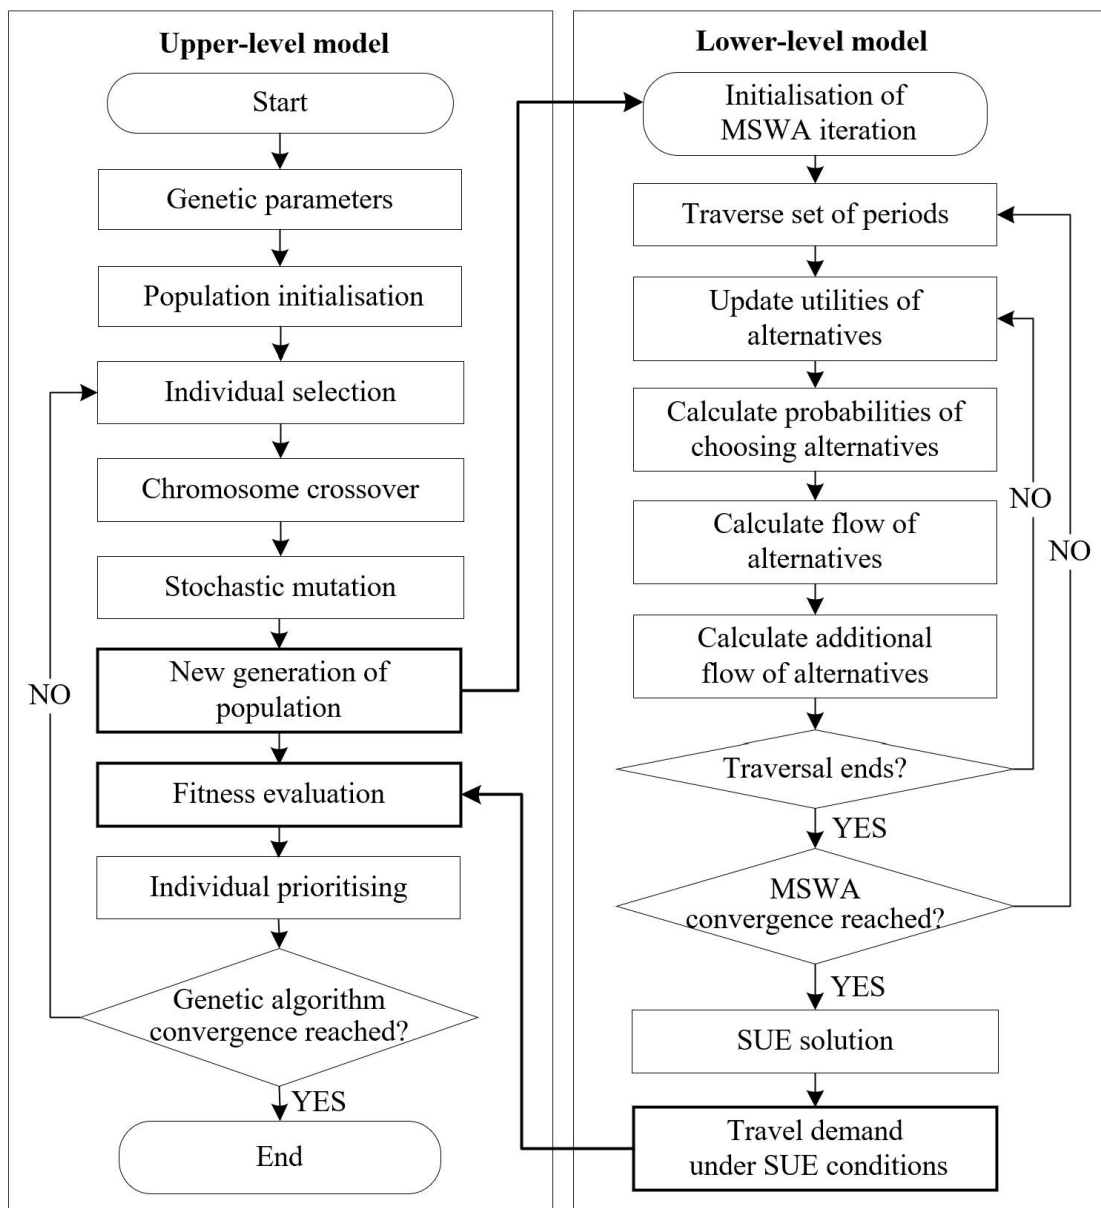 Upper-level model
Start
Genetic parameters
Population initialisation
Individual selection
Chromosome crossover
Stochastic mutation
New generation of
population
NO
Fitness evaluation
Individual prioritising
Genetic algorithm
convergence reached?
YES
End
Lower-level model
Initialisation of
MSWA iteration
Traverse set of periods
Update utilities of
alternatives
Calculate probabilities of
choosing alternatives
NO
Calculate flow of
alternatives
NO
Calculate additional
flow of alternatives
Traversal ends?
YES
MSWA
convergence reached?
YES
SUE solution
Travel demand
under SUE conditions